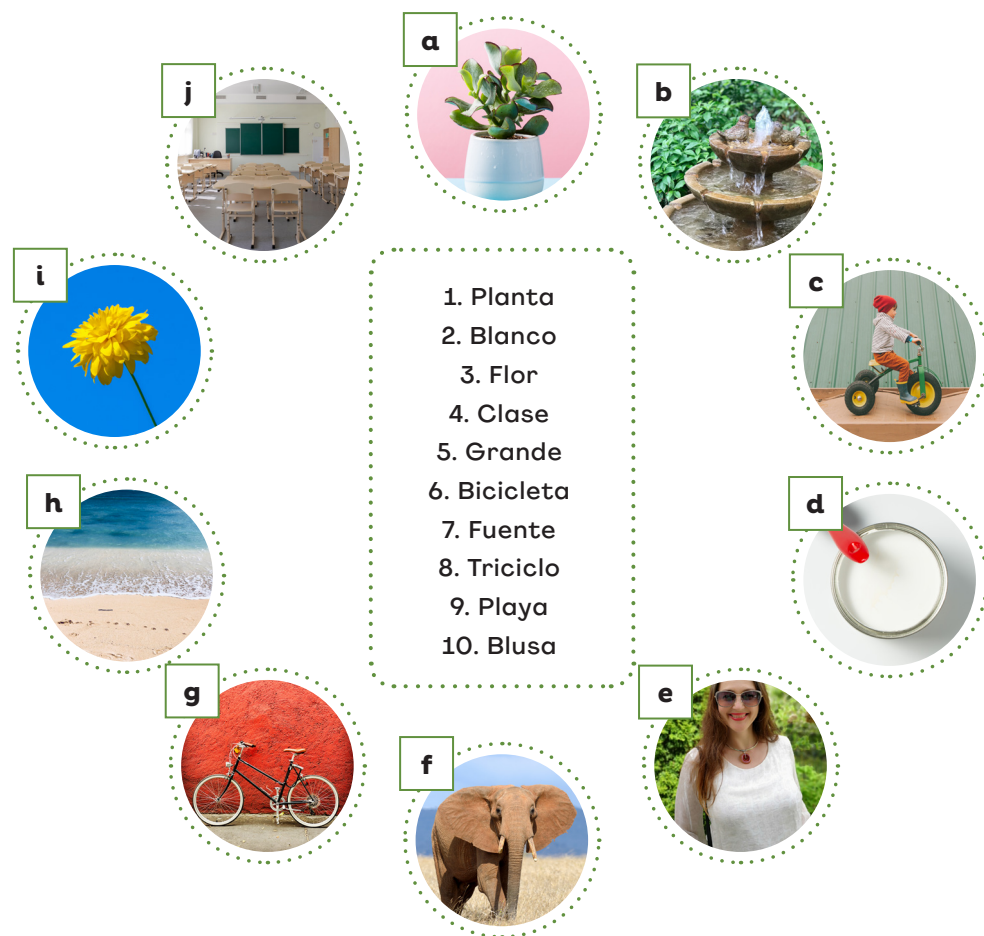 a
j
b
i
c
1. Planta
2. Blanco
3. Flor
4. Clase
5. Grande
6. Bicicleta
7. Fuente
8. Triciclo
9. Playa
10. Blusa
h
d
g
e
f